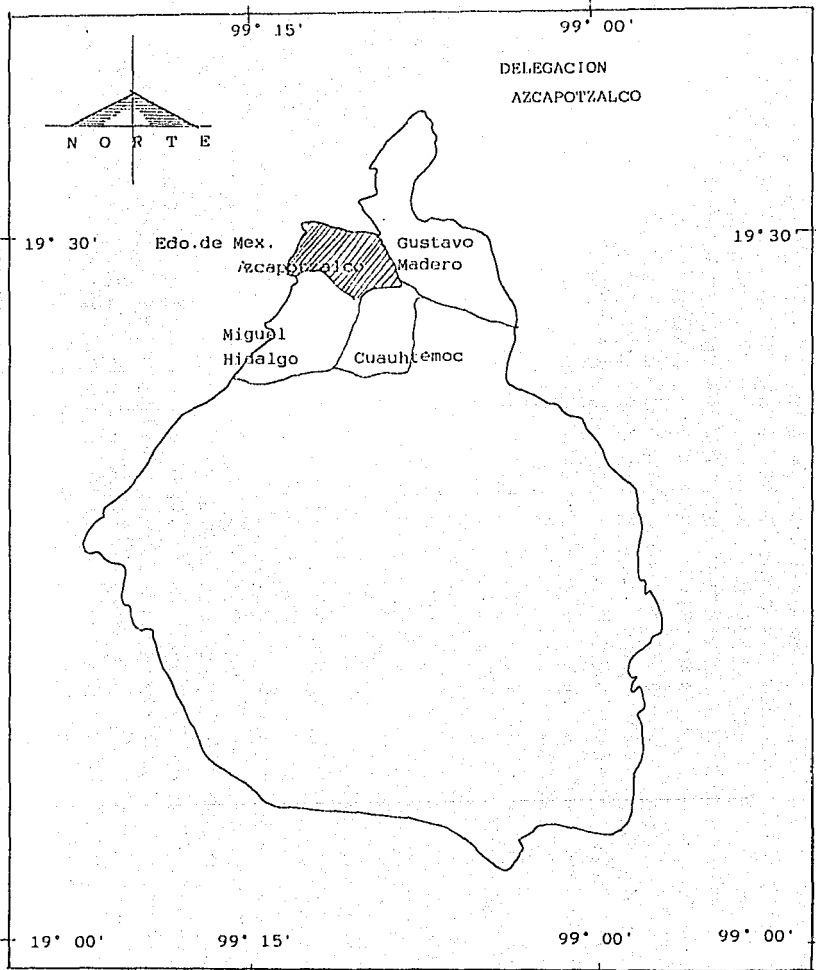 99° 15' 99° 00'
DELEGACION
AZCAPOTZALCO
N O R T E
19° 30' Edo.de Mex. Gustavo 19° 30'
Azcapotzalco Madero
Miguel
Hidalgo Cuauhtemoc
19° 00' 99° 15' 99° 00' 99° 00'